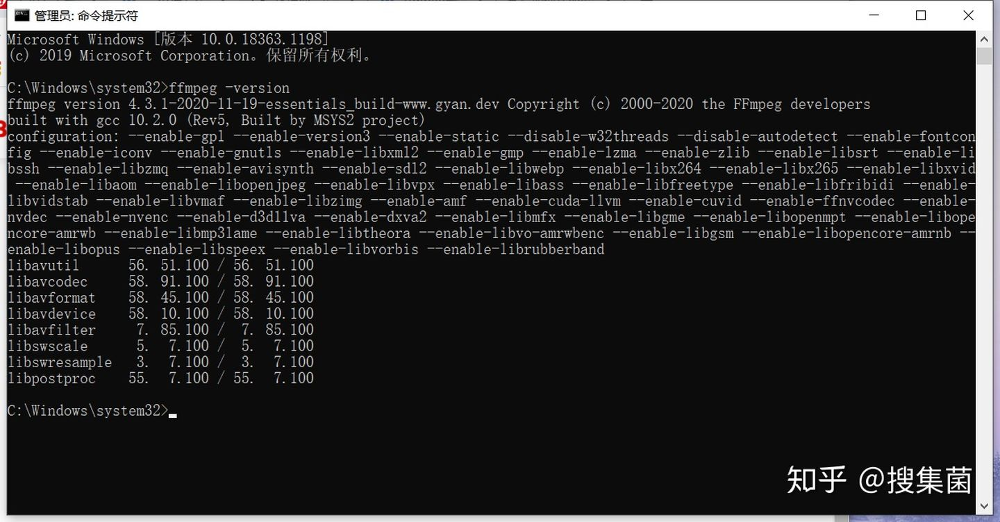 管理员: 命令提示符
Microsoft Windows [版本 10.0.18363.1198]
(c) 2019 Microsoft Corporation。保留所有权利。
C:\Windows\system32>ffmpeg -version
ffmpeg version 4.3.1-2020-11-19-essentials_build-www.gyan.dev Copyright (c) 2000-2020 the FFmpeg developers
built with gcc 10.2.0 (Rev5, Built by MSYS2 project)
configuration: --enable-gpl --enable-version3 --enable-static --disable-w32threads --disable-autodetect --enable-fontcon
fig --enable-iconv --enable-gnutls --enable-libxml2 --enable-gmp --enable-lzma --enable-zlib --enable-libsrt --enable-li
bssh --enable-libzmq --enable-avisynth --enable-sdl2 --enable-libwebp --enable-libx264 --enable-libx265 --enable-libxvid
--enable-libaom --enable-libopenjpeg --enable-libvpx --enable-libass --enable-libfreetype --enable-libfribidi --enable-
libvidstab --enable-libvmaf --enable-libzimg --enable-amf --enable-cuda-llvm --enable-cuvid --enable-ffnvcodec --enable-
nvdec --enable-nvenc --enable-d3d11va --enable-dxva2 --enable-libmfx --enable-libgme --enable-libopenmpt --enable-libope
ncore-amrwb --enable-libmp3lame --enable-libtheora --enable-libvo-amrwbenc --enable-libgsm --enable-libopencore-amrnb --
enable-libopus --enable-libspeex --enable-libvorbis --enable-librubberband
libavutil      56. 51.100 / 56. 51.100
libavcodec     58. 91.100 / 58. 91.100
libavformat    58. 45.100 / 58. 45.100
libavdevice    58. 10.100 / 58. 10.100
libavfilter     7. 85.100 /  7. 85.100
libswscale      5.  7.100 /  5.  7.100
libswresample   3.  7.100 /  3.  7.100
libpostproc    55.  7.100 / 55.  7.100
C:\Windows\system32>
知乎 @搜集菌